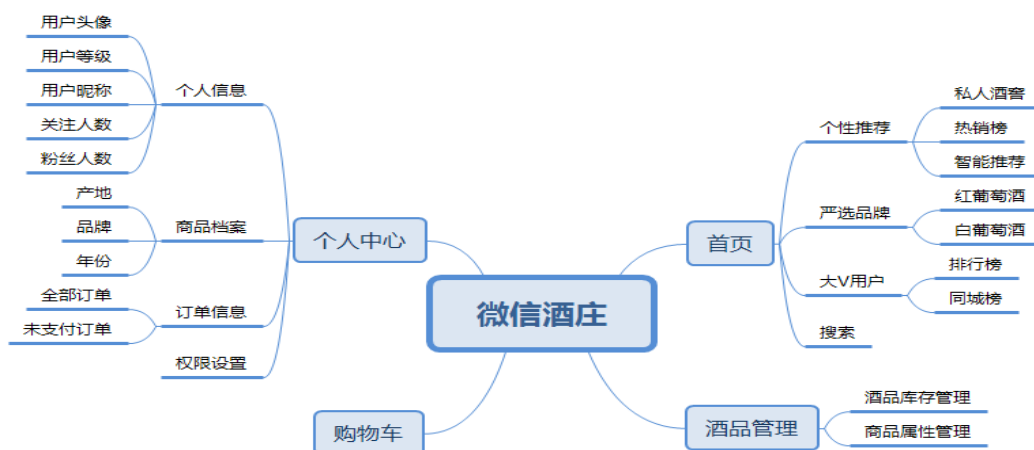 微信酒庄
个人中心
个人信息
用户头像
用户等级
用户昵称
关注人数
粉丝人数
商品档案
产地
品牌
年份
订单信息
全部订单
未支付订单
权限设置
购物车
首页
个性推荐
私人酒窖
热销榜
智能推荐
严选品牌
红葡萄酒
白葡萄酒
大V用户
排行榜
同城榜
搜索
酒品管理
酒品库存管理
商品属性管理